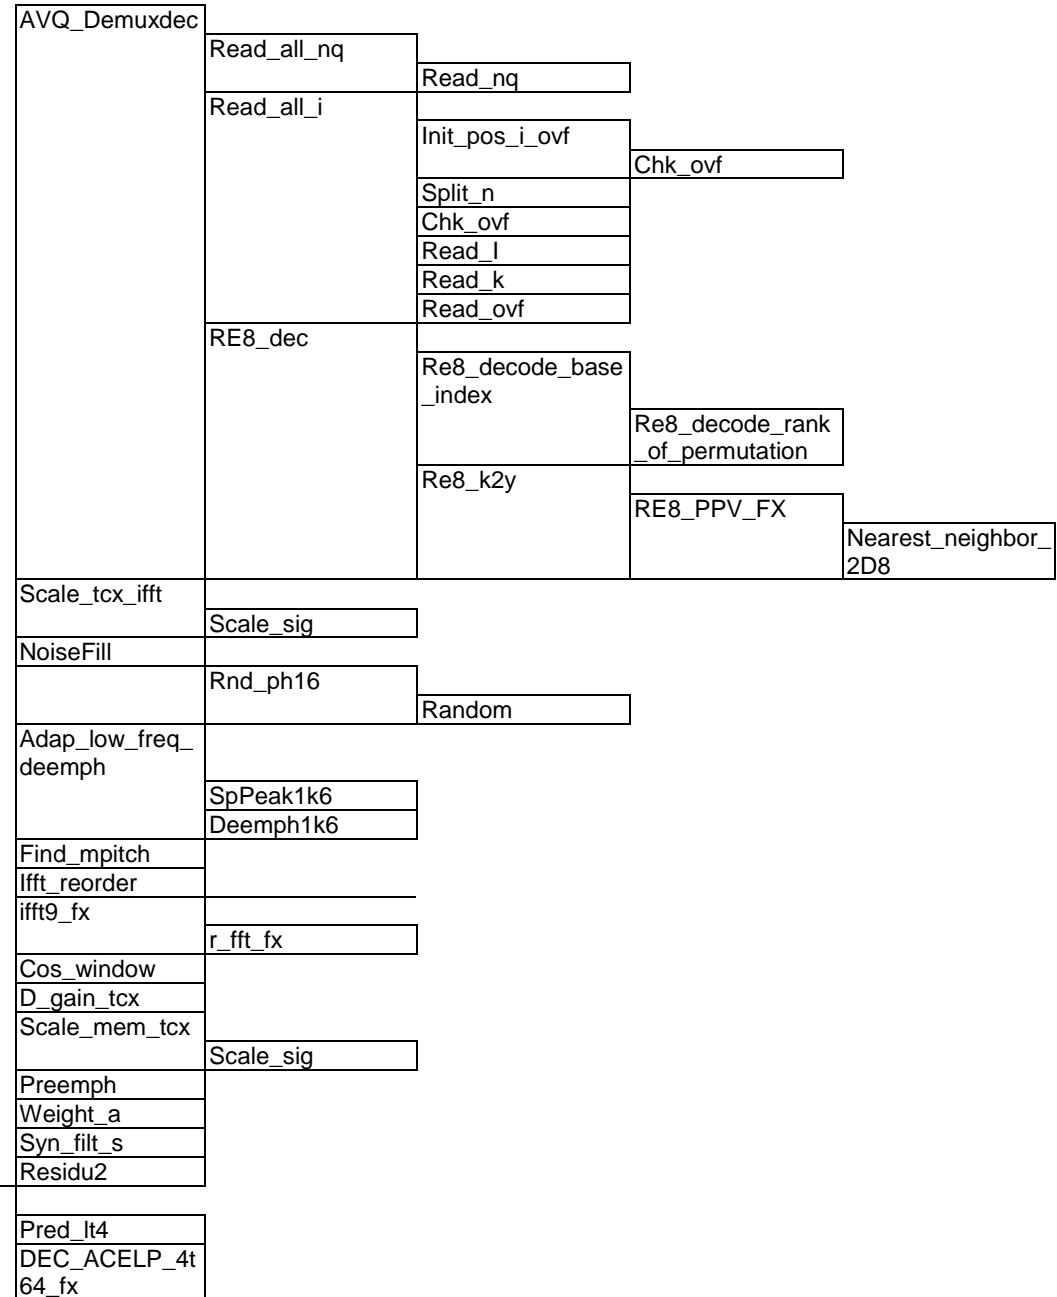 AVQ_Demuxdec
Read_all_nq
Read_nq
Read_all_i
Init_pos_i_ovf
Chk_ovf
Split_n
Chk_ovf
Read_I
Read_k
Read_ovf
RE8_dec
Re8_decode_base
_index
Re8_decode_rank
_of_permutation
Re8_k2y
RE8_PPV_FX
Nearest_neighbor_
2D8
Scale_tcx_ifft
Scale_sig
NoiseFill
Rnd_ph16
Random
Adap_low_freq_
deemph
SpPeak1k6
Deemph1k6
Find_mpitch
Ifft_reorder
ifft9_fx
r_fft_fx
Cos_window
D_gain_tcx
Scale_mem_tcx
Scale_sig
Preemph
Weight_a
Syn_filt_s
Residu2
Pred_lt4
DEC_ACELP_4t
64_fx